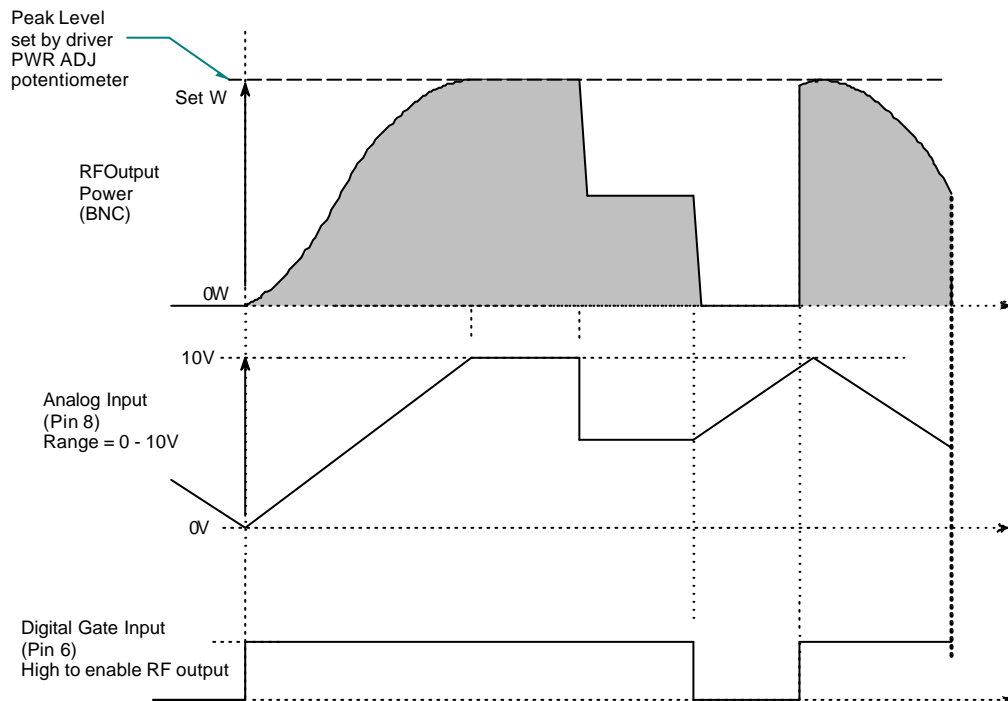 Peak Level
set by driver
PWR ADJ
potentiometer
Set W
RFOutput
Power
(BNC)
0W
10V
Analog Input
(Pin 8)
Range = 0 - 10V
0V
Digital Gate Input
(Pin 6)
High to enable RF output